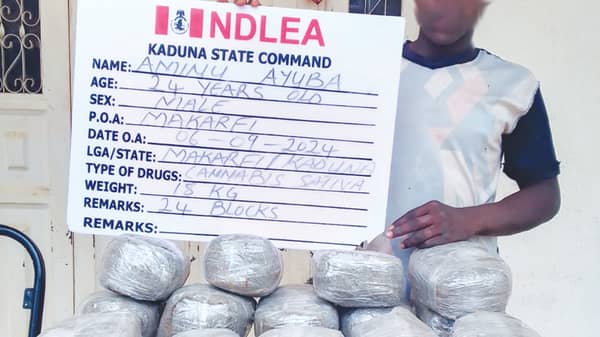 NDLEA
KADUNA STATE COMMAND
NAME: AMINU AYUBA
AGE: 24 YEARS OLD
SEX: MALE
P.O.A: MAKARFI
DATE O.A: 06-09-2024
LGA/STATE: MAKARFI/KADUNA
TYPE OF DRUGS: CANNABIS SATIVA
WEIGHT: 18 KG
REMARKS: 24 BLOCKS
REMARKS: